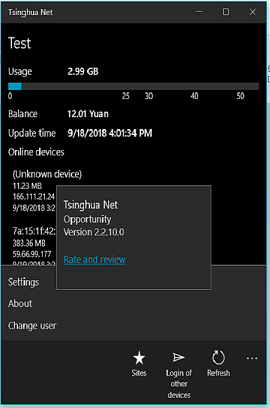 Tsinghua Net
Test
Usage 2.99 GB
0 25 30 40 50
Balance 12.01 Yuan
Update time 9/18/2018 4:01:34 PM
Online devices
(Unknown device)
11.23 MB
166.111.21.24
9/18/2018 3:2
7a:15:1f:42:
383.36 MB
59.66.99.177
9/18/2018 3:2
Tsinghua Net
Opportunity
Version 2.2.10.0
Rate and review
Settings
About
Change user
Sites
Login of other devices
Refresh